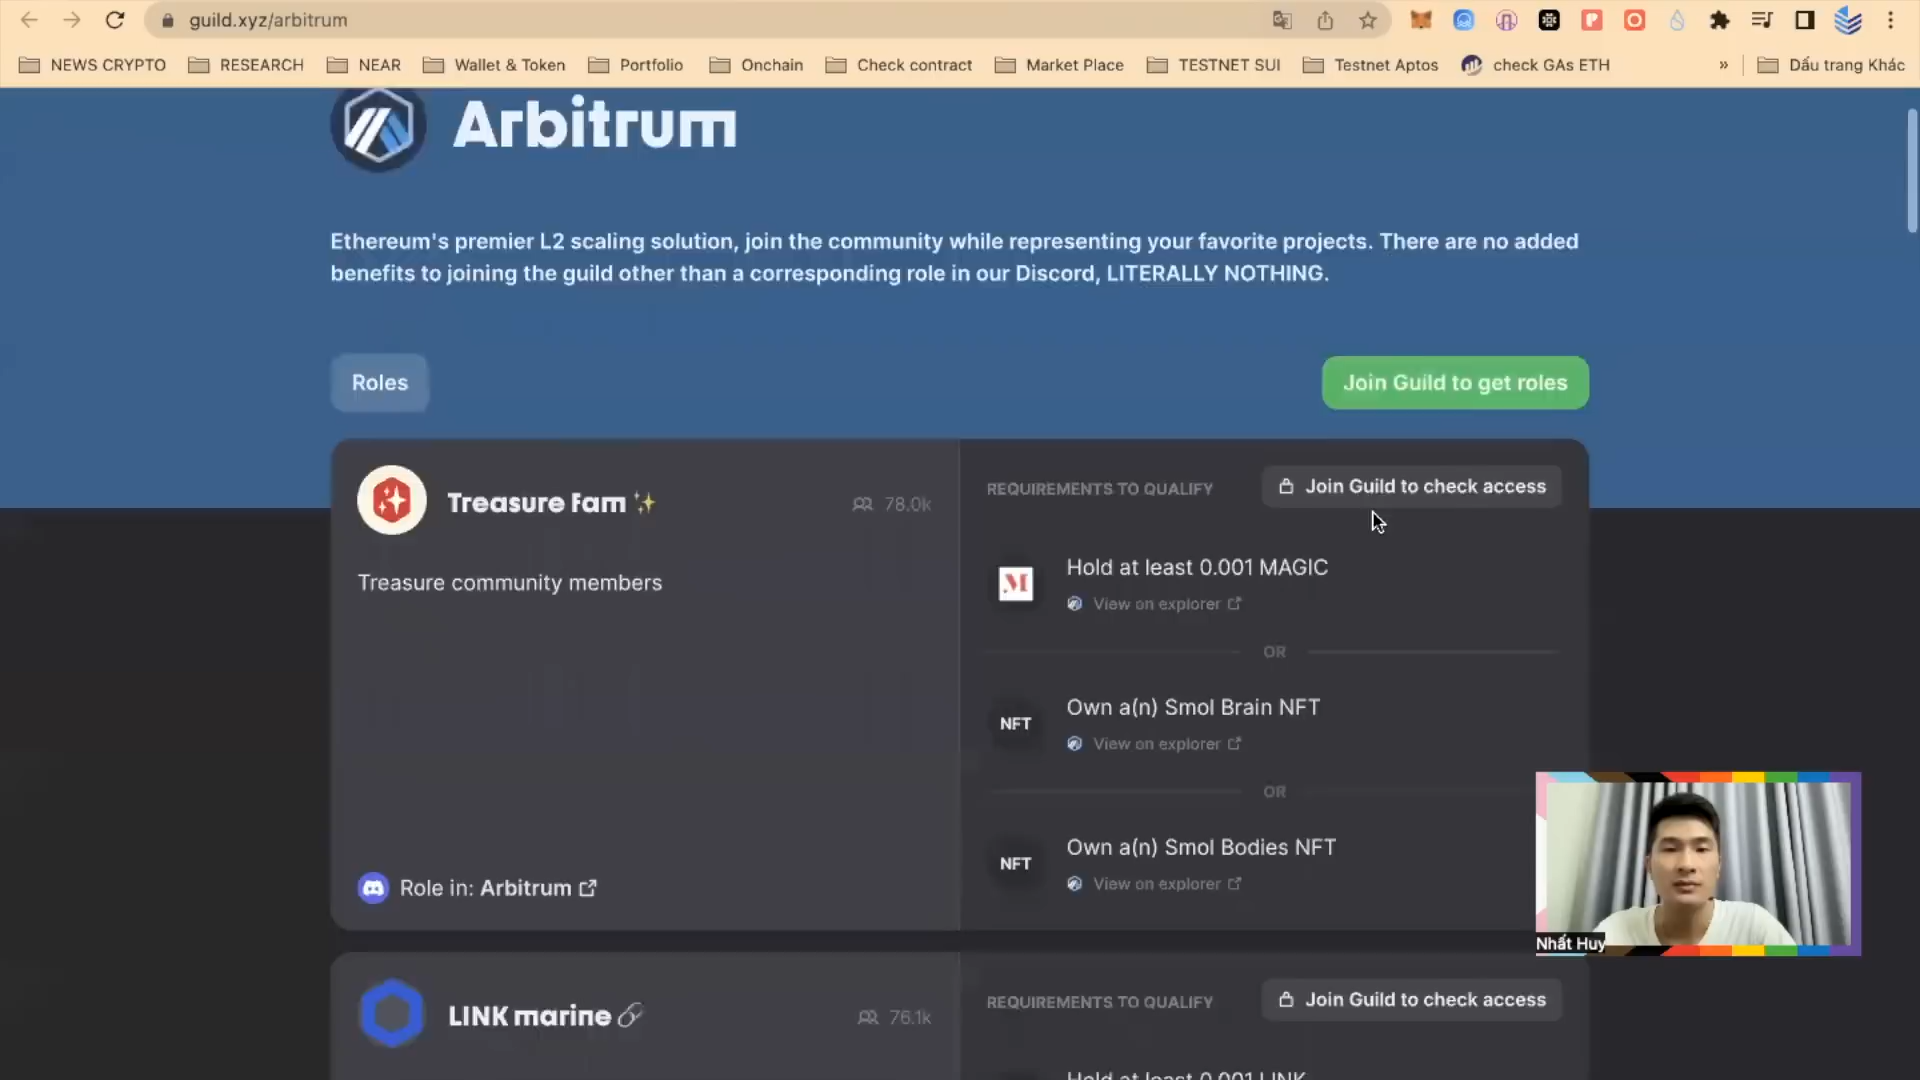 guild.xyz/arbitrum
NEWS CRYPTO RESEARCH NEAR Wallet & Token Portfolio Onchain Check contract Market Place TESTNET SUI Testnet Aptos check GAs ETH » Dấu trang Khác
Arbitrum
Ethereum's premier L2 scaling solution, join the community while representing your favorite projects. There are no added
benefits to joining the guild other than a corresponding role in our Discord, LITERALLY NOTHING.
Roles
Join Guild to get roles
Treasure Fam 78.0k
Treasure community members
Role in: Arbitrum
REQUIREMENTS TO QUALIFY Join Guild to check access
Hold at least 0.001 MAGIC
View on explorer
OR
NFT Own a(n) Smol Brain NFT
View on explorer
OR
NFT Own a(n) Smol Bodies NFT
View on explorer
Nhất Huy
LINK marine 76.1k
REQUIREMENTS TO QUALIFY Join Guild to check access
Hold at least 0.001 LINK